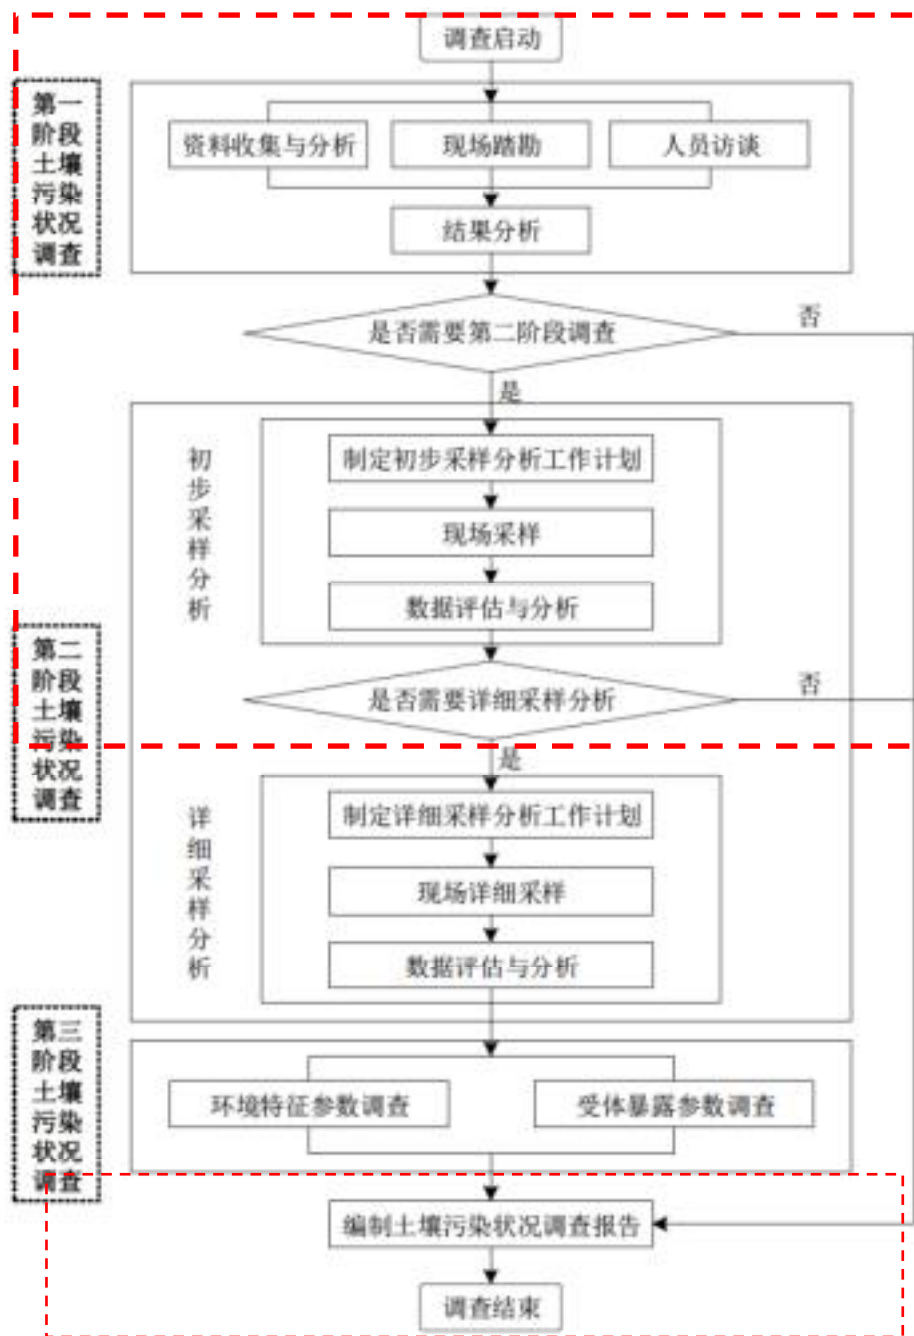 调查启动
第一
阶段
土壤
污染
状况
调查
资料收集与分析
现场踏勘
人员访谈
结果分析
是否需要第二阶段调查
否
是
初步采样分析
制定初步采样分析工作计划
现场采样
数据评估与分析
第二
阶段
土壤
污染
状况
调查
是否需要详细采样分析
否
是
详细采样分析
制定详细采样分析工作计划
现场详细采样
数据评估与分析
第三
阶段
土壤
污染
状况
调查
环境特征参数调查
受体暴露参数调查
编制土壤污染状况调查报告
调查结束